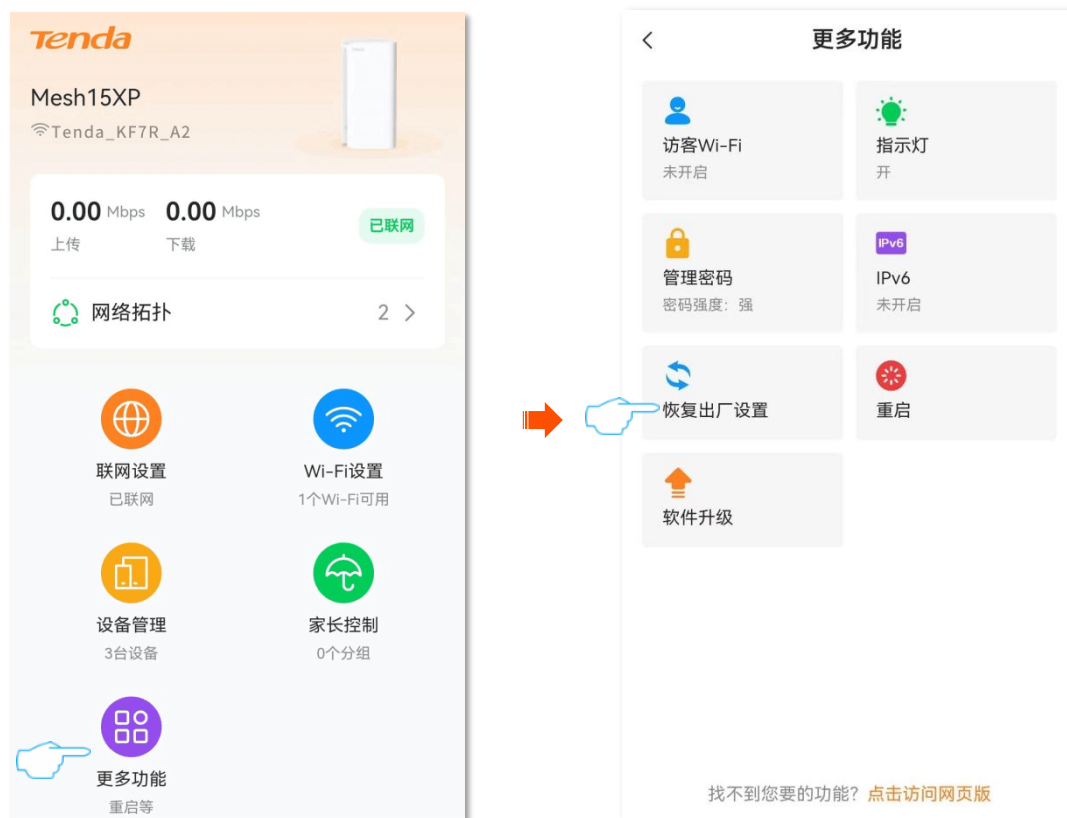 Tenda
Mesh15XP
Tenda_KF7R_A2
0.00 Mbps 0.00 Mbps
上传 下载
已联网
网络拓扑 2
联网设置 Wi-Fi设置
已联网 1个Wi-Fi可用
设备管理 家长控制
3台设备 0个分组
更多功能
重启等
更多功能
访客Wi-Fi 指示灯
未开启 开
IPv6
管理密码 IPv6
密码强度：强 未开启
恢复出厂设置 重启
软件升级
找不到您要的功能？点击访问网页版